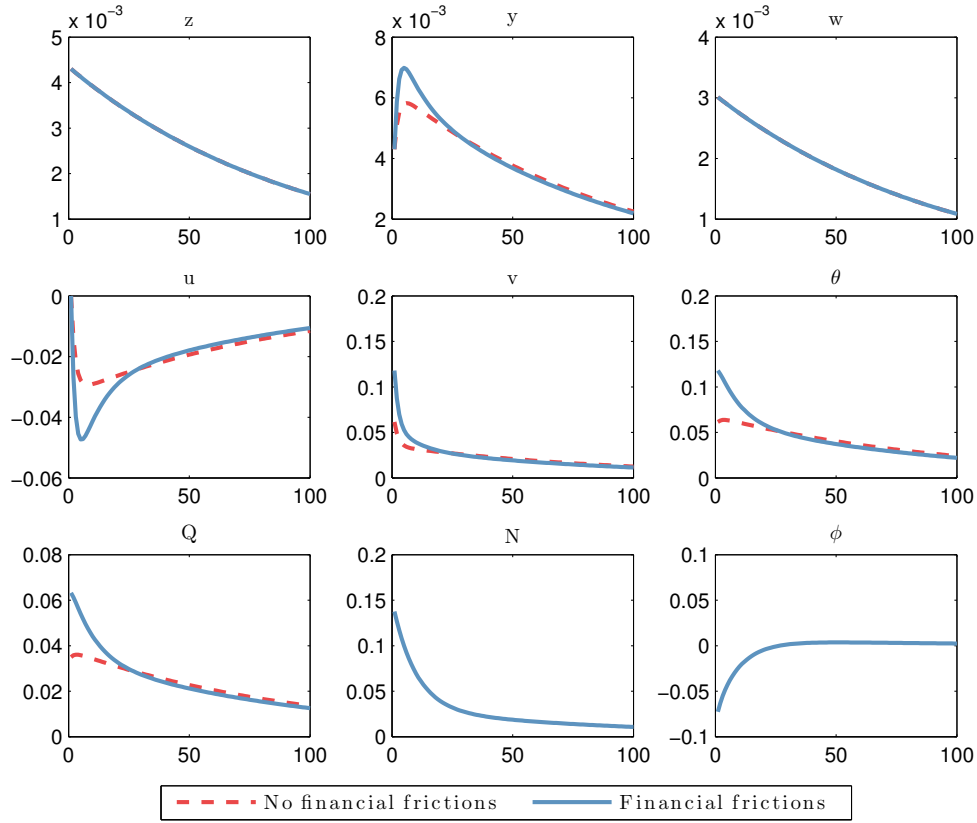 x 10⁻³ z
5
4
3
2
1
0 50 100
x 10⁻³ y
8
6
4
2
0 50 100
x 10⁻³ w
4
3
2
1
0 50 100
u
0
−0.02
−0.04
−0.06
0 50 100
v
0.2
0.15
0.1
0.05
0
0 50 100
θ
0.2
0.15
0.1
0.05
0
0 50 100
Q
0.08
0.06
0.04
0.02
0
0 50 100
N
0.2
0.15
0.1
0.05
0
0 50 100
ϕ
0.1
0.05
0
−0.05
−0.1
0 50 100
No financial frictions Financial frictions